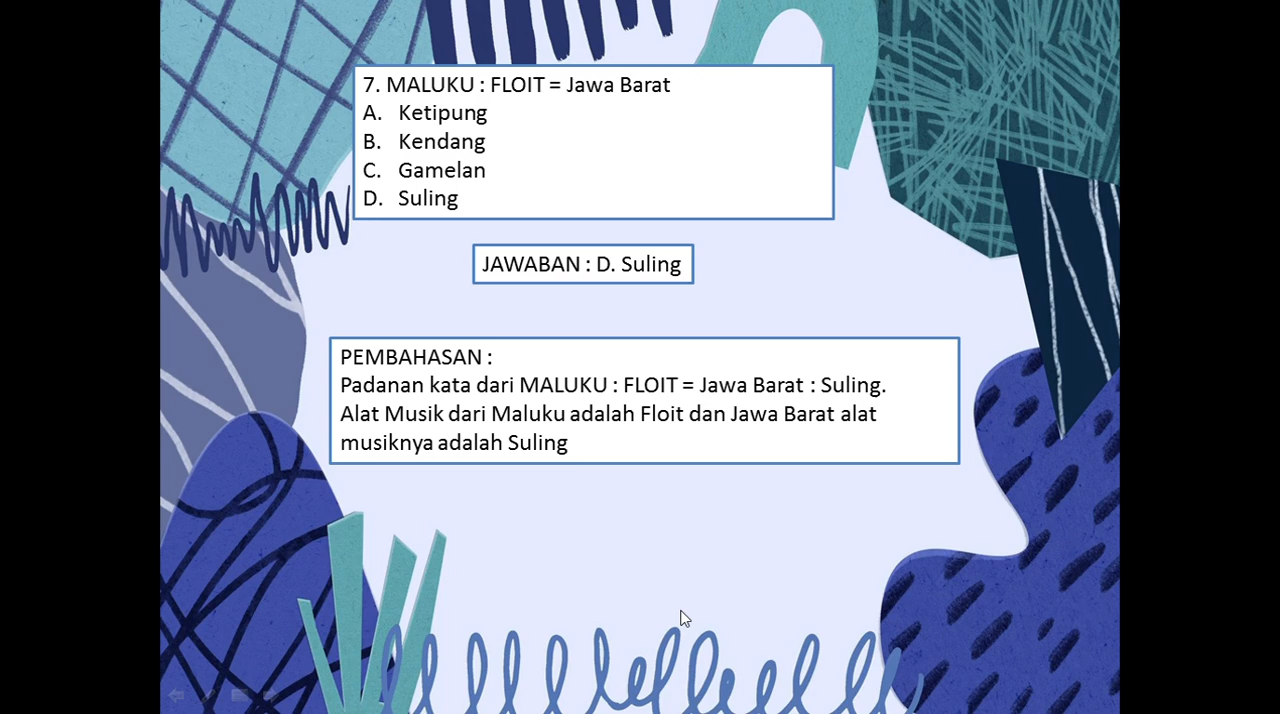 7. MALUKU : FLOIT = Jawa Barat
A. Ketipung
B. Kendang
C. Gamelan
D. Suling
JAWABAN : D. Suling
PEMBAHASAN :
Padanan kata dari MALUKU : FLOIT = Jawa Barat : Suling.
Alat Musik dari Maluku adalah Floit dan Jawa Barat alat
musiknya adalah Suling